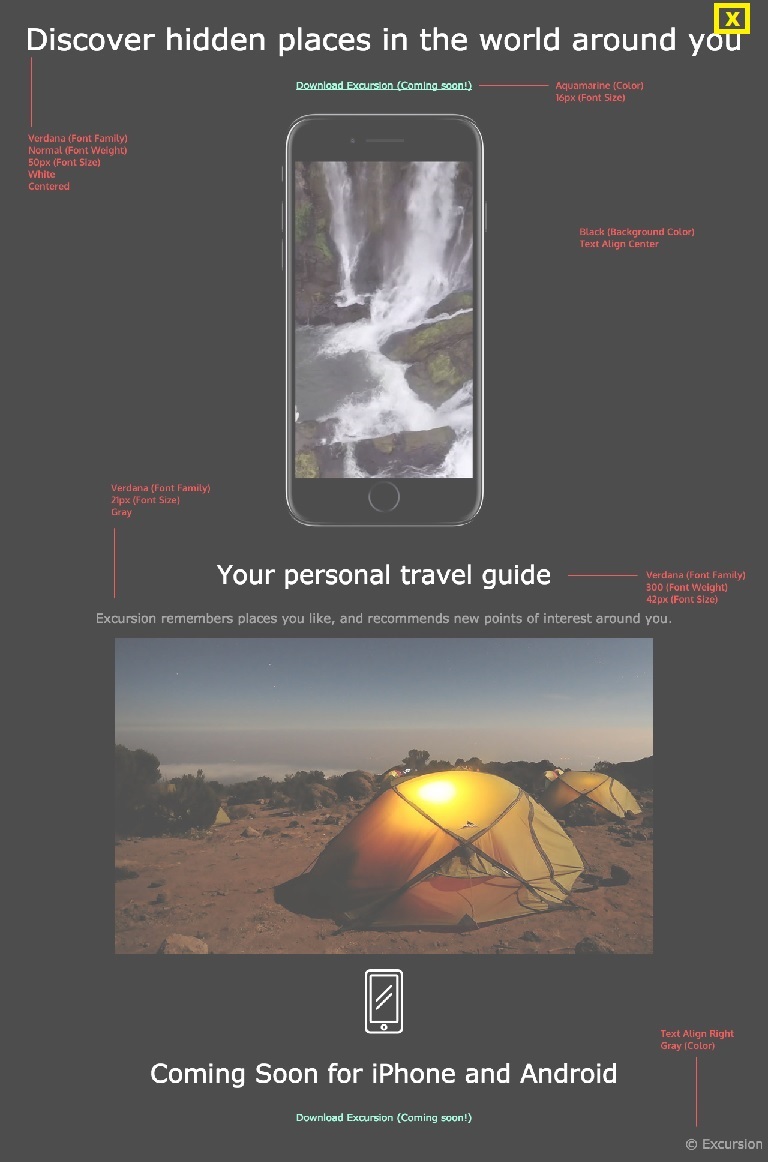 X
Discover hidden places in the world around you
Download Excursion (Coming soon!)
Aquamarine (Color)
16px (Font Size)
Verdana (Font Family)
Normal (Font Weight)
50px (Font Size)
White
Centered
Black (Background Color)
Text Align Center
Verdana (Font Family)
21px (Font Size)
Gray
Your personal travel guide
Verdana (Font Family)
300 (Font Weight)
42px (Font Size)
Excursion remembers places you like, and recommends new points of interest around you.
Text Align Right
Gray (Color)
Coming Soon for iPhone and Android
Download Excursion (Coming soon!)
© Excursion